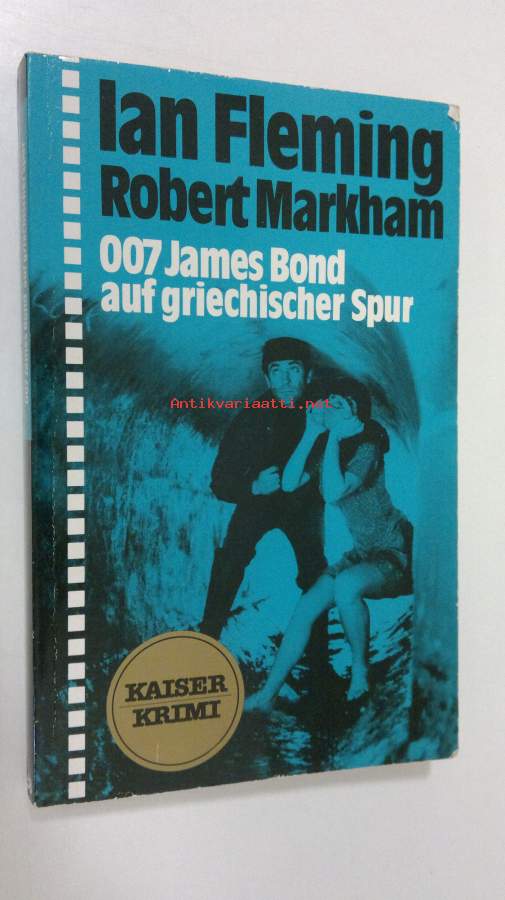 Ian Fleming
Robert Markham
007 James Bond
auf griechischer Spur
Antikvariaatti.net
KAISER
KRIMI